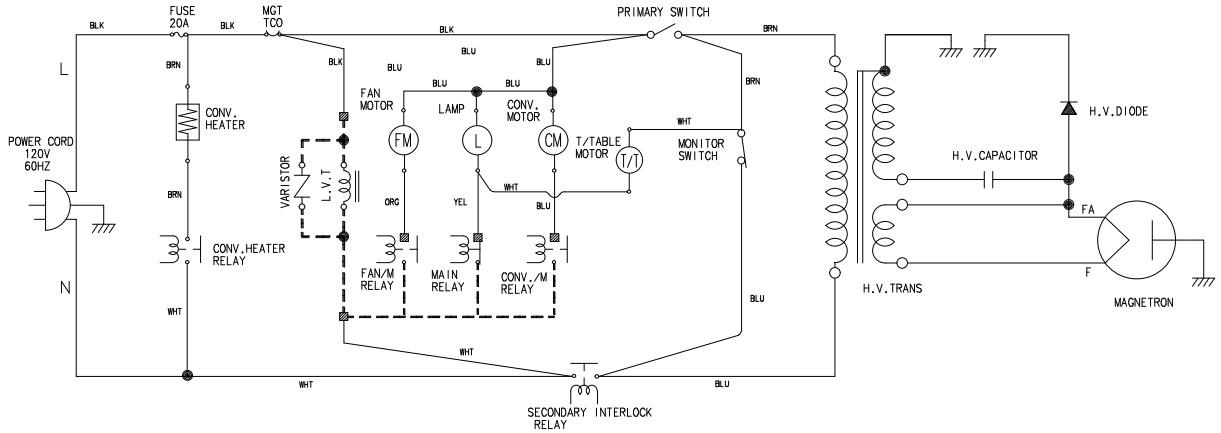 FUSE
20A
MGT
TCO
PRIMARY SWITCH
BLK
BLK
BLK
BRN
BLU
L
BRN
BLK
BLU
BLU
BRN
BLU
BLU
FAN
MOTOR
LAMP
CONV.
MOTOR
CONV.
HEATER
H.V.DIODE
POWER CORD
120V
60HZ
FM
L
CM
T/TABLE
MOTOR
WHT
MONITOR
SWITCH
T/T
H.V.CAPACITOR
VARISTOR
L.V.T
BRN
WHT
ORG
YEL
BLU
FA
CONV.HEATER
RELAY
FAN/M
RELAY
MAIN
RELAY
CONV./M
RELAY
F
N
H.V.TRANS
MAGNETRON
BLU
WHT
WHT
WHT
BLU
SECONDARY INTERLOCK
RELAY